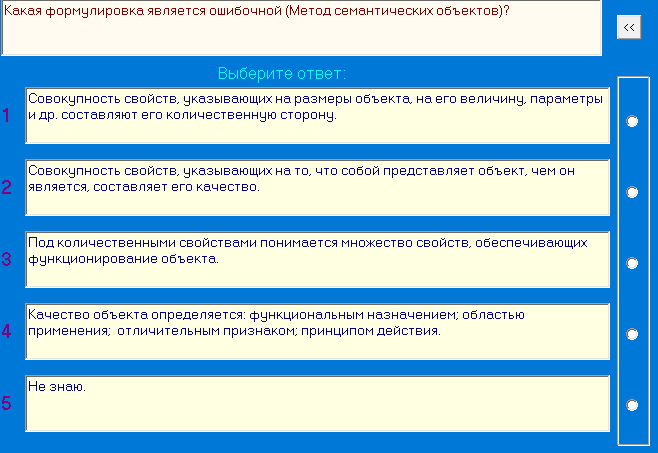 Какая формулировка является ошибочной (Метод семантических объектов)?
<<
Выберите ответ:
1
Совокупность свойств, указывающих на размеры объекта, на его величину, параметры
и др. составляют его количественную сторону.
2
Совокупность свойств, указывающих на то, что собой представляет объект, чем он
является, составляет его качество.
3
Под количественными свойствами понимается множество свойств, обеспечивающих
функционирование объекта.
4
Качество объекта определяется: функциональным назначением; областью
применения;  отличительным признаком; принципом действия.
5
Не знаю.